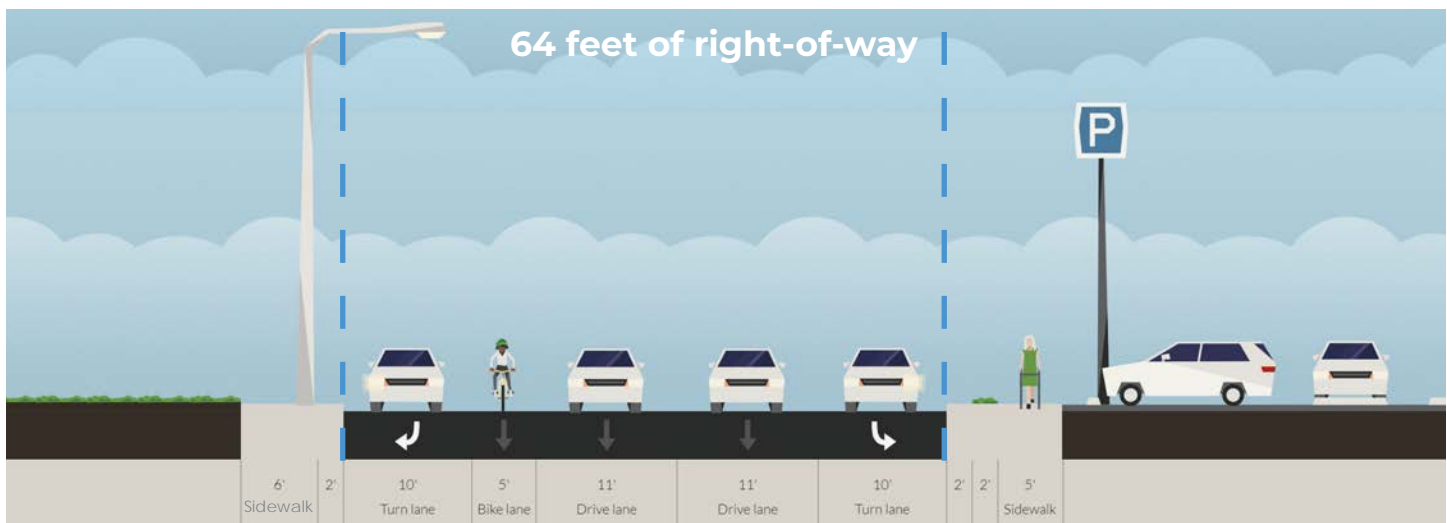 64 feet of right-of-way
P
6' 2' 10' 5' 11' 11' 10' 2' 2' 5'
Sidewalk Turn lane Bike lane Drive lane Drive lane Turn lane Sidewalk